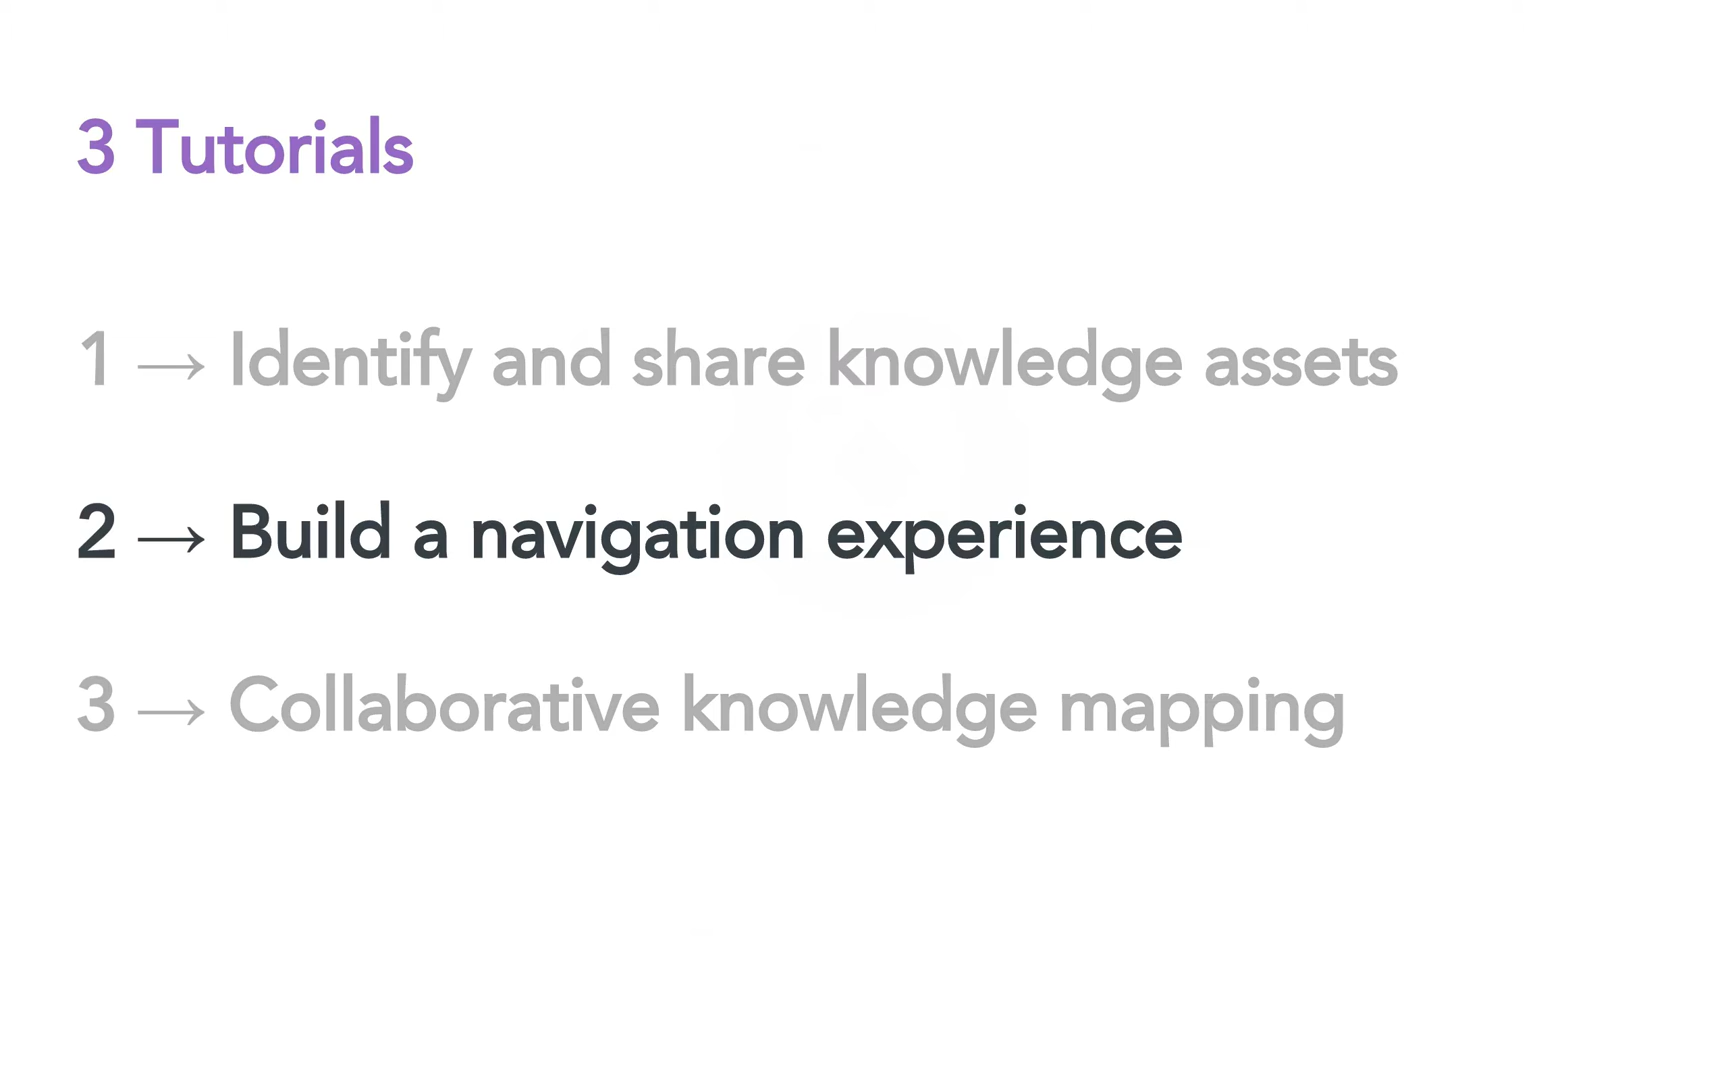 3 Tutorials
1 → Identify and share knowledge assets
2 → Build a navigation experience
3 → Collaborative knowledge mapping